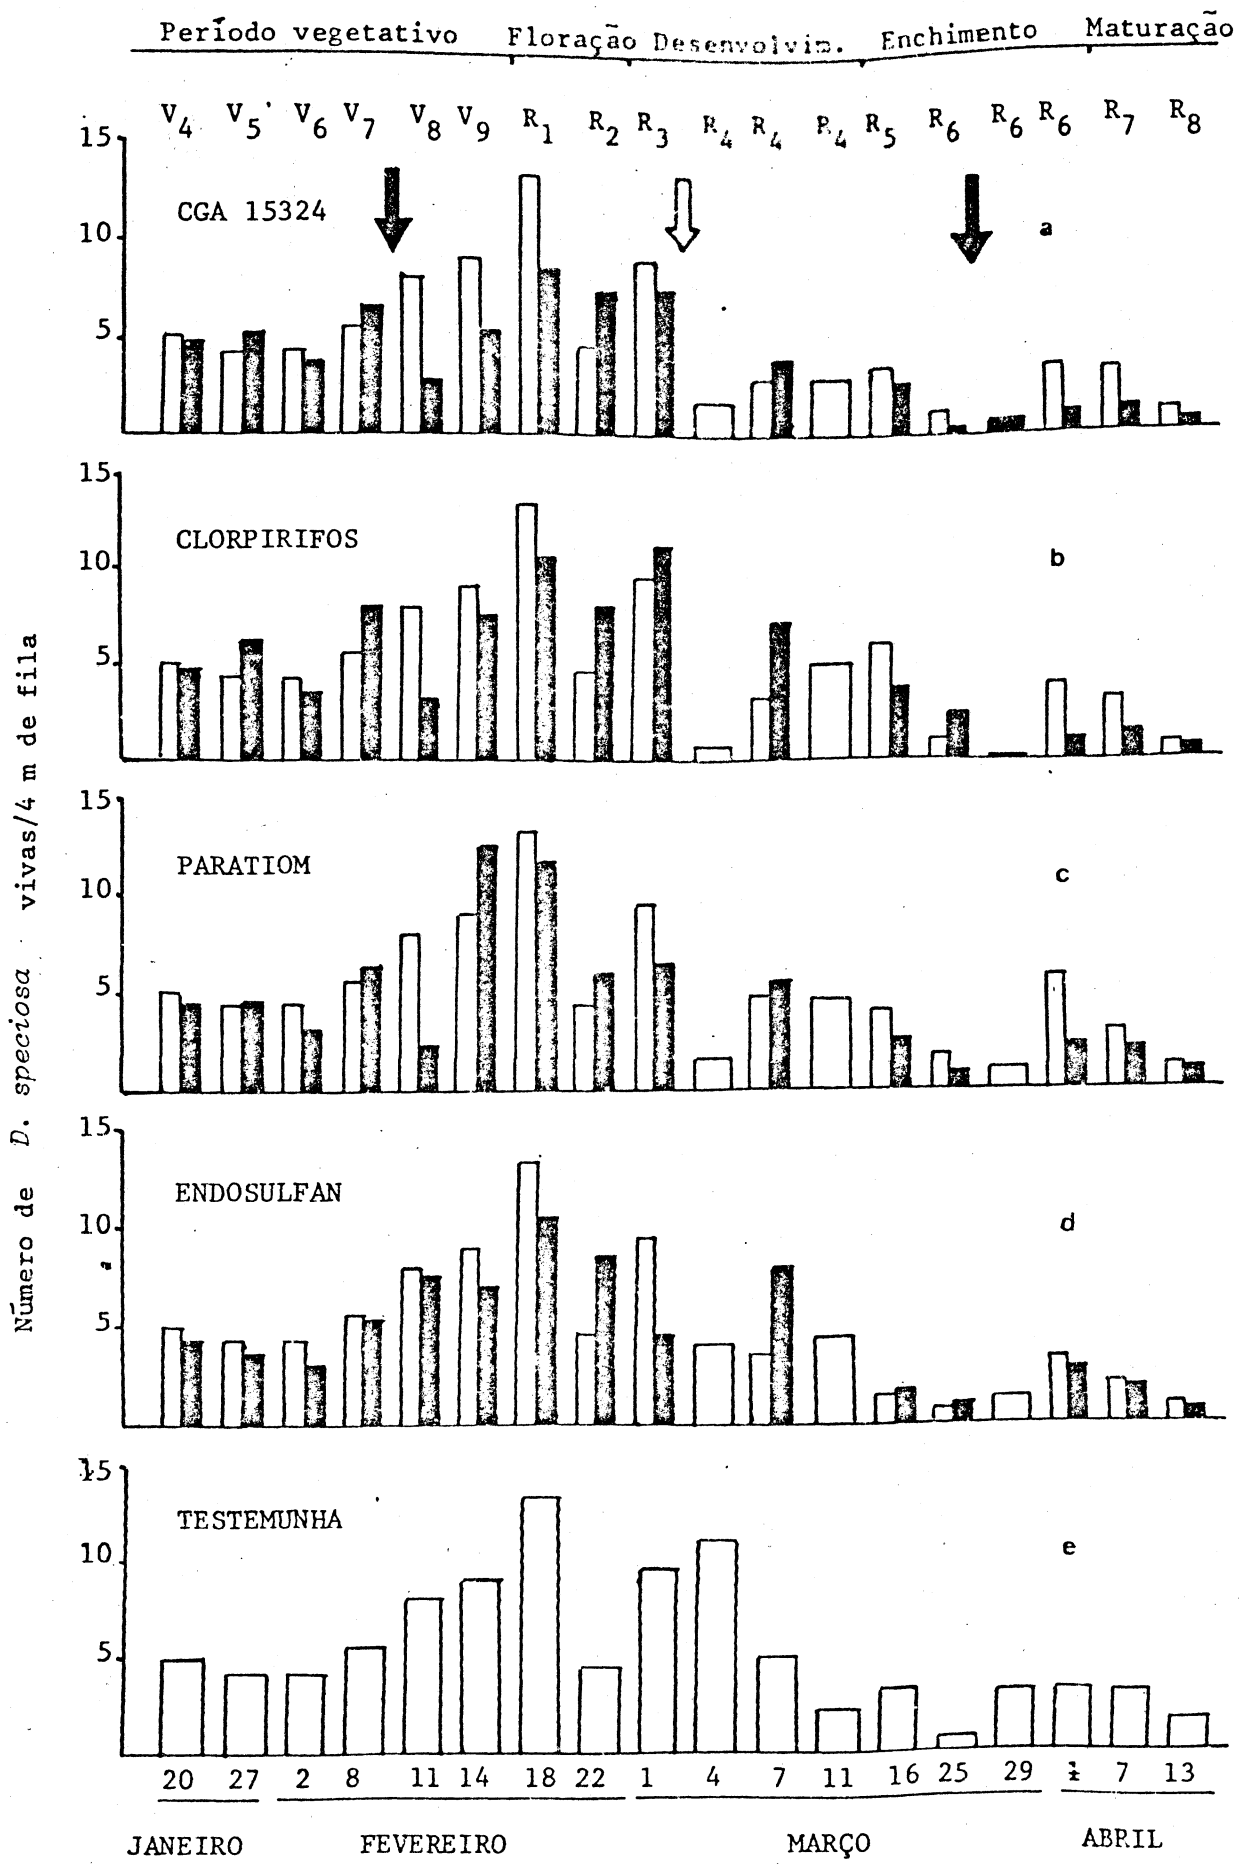 Período vegetativo Floração Desenvolvim. Enchimento Maturação
V4 V5 V6 V7 V8 V9 R1 R2 R3 R4 R4 R4 R5 R6 R6 R6 R7 R8
15
CGA 15324
10
a
5
15
CLORPIRIFOS
10
b
5
15
PARATIOM
10
c
5
15
ENDOSULFAN
10
d
5
15
TESTEMUNHA
10
e
5
Número de D. speciosa vivas/4 m de fila
20 27 2 8 11 14 18 22 1 4 7 11 16 25 29 1 7 13
JANEIRO FEVEREIRO MARÇO ABRIL